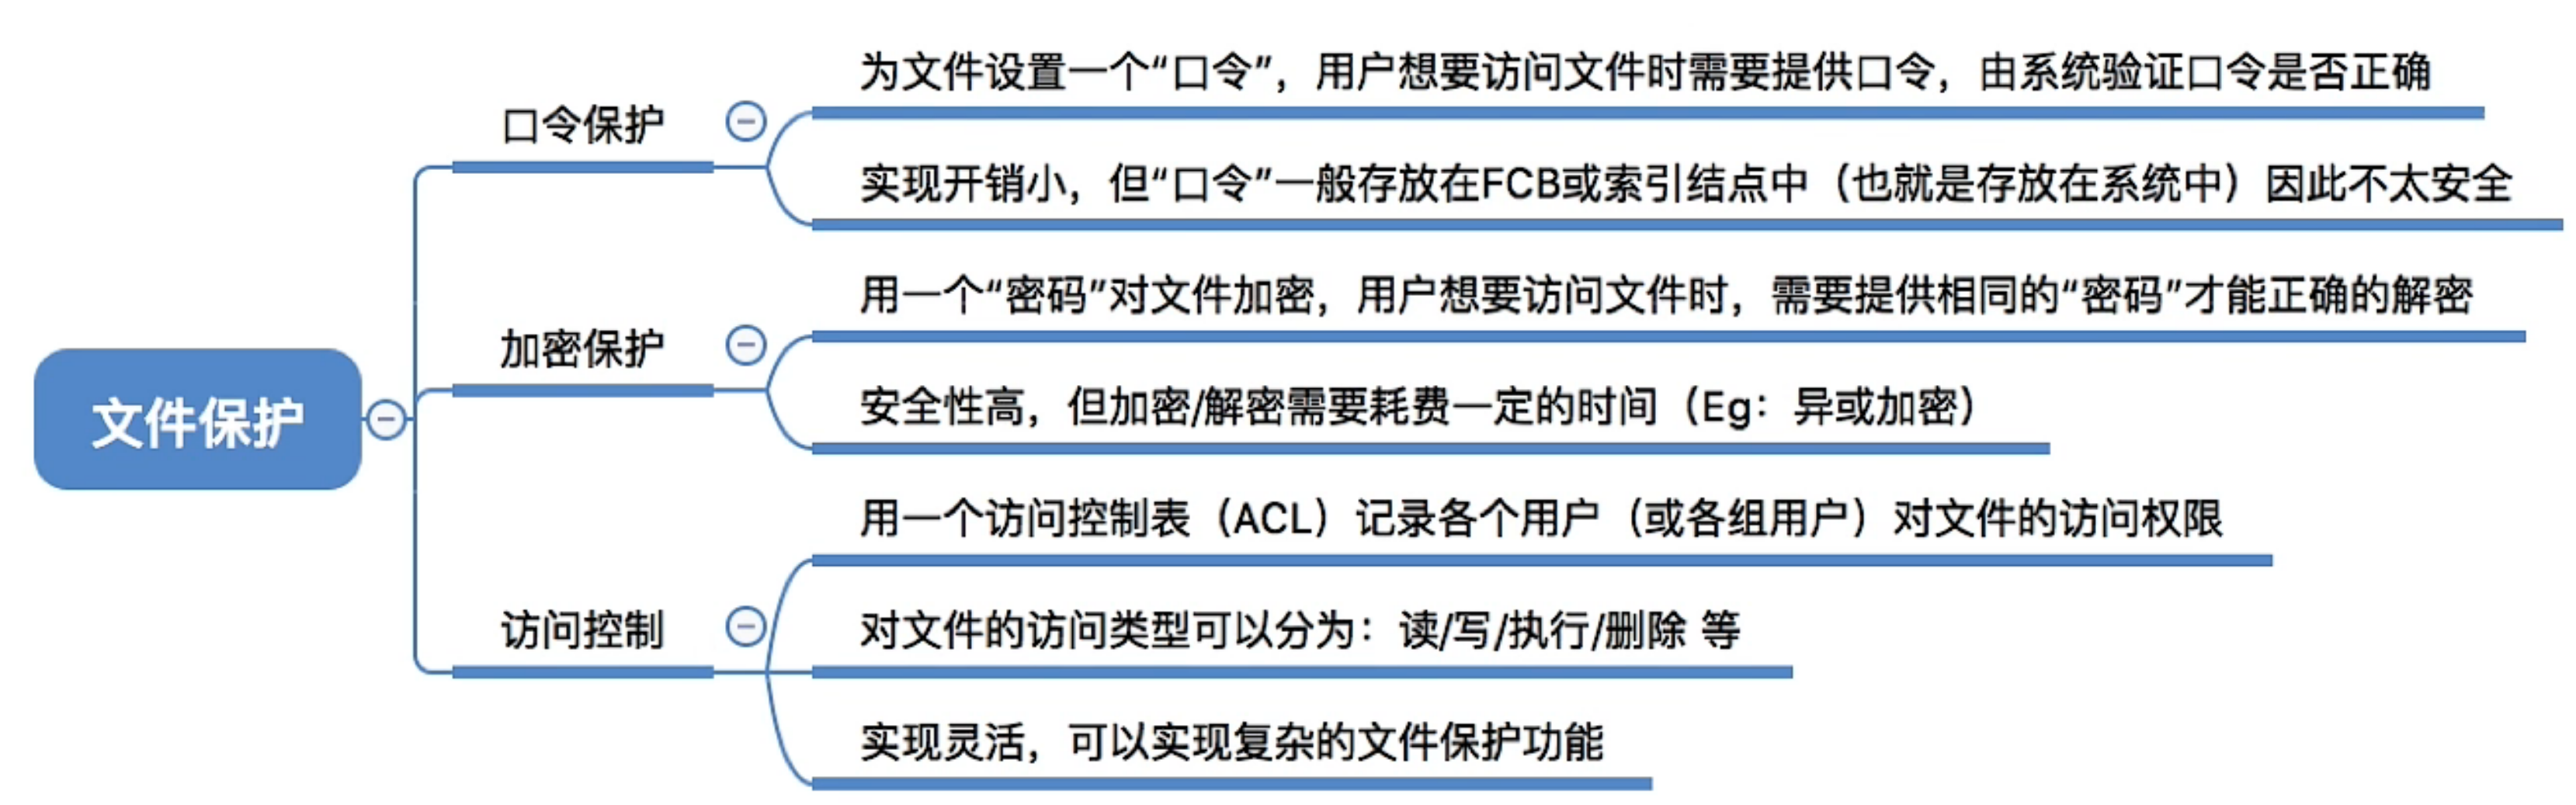 文件保护
口令保护
为文件设置一个“口令”，用户想要访问文件时需要提供口令，由系统验证口令是否正确
实现开销小，但“口令”一般存放在FCB或索引结点中（也就是存放在系统中）因此不太安全
加密保护
用一个“密码”对文件加密，用户想要访问文件时，需要提供相同的“密码”才能正确的解密
安全性高，但加密/解密需要耗费一定的时间（Eg：异或加密）
访问控制
用一个访问控制表（ACL）记录各个用户（或各组用户）对文件的访问权限
对文件的访问类型可以分为：读/写/执行/删除 等
实现灵活，可以实现复杂的文件保护功能